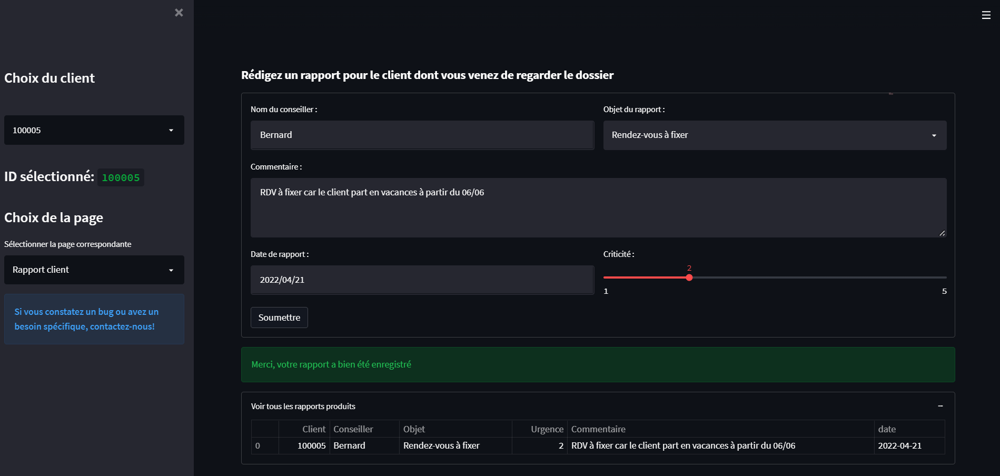 Choix du client
100005
ID sélectionné: 100005
Choix de la page
Sélectionner la page correspondante
Rapport client
Si vous constatez un bug ou avez un
besoin spécifique, contactez-nous!
Rédigez un rapport pour le client dont vous venez de regarder le dossier
Nom du conseiller :
Bernard
Objet du rapport :
Rendez-vous à fixer
Commentaire :
RDV à fixer car le client part en vacances à partir du 06/06
Date de rapport :
2022/04/21
Criticité :
2
1 5
Soumettre
Merci, votre rapport a bien été enregistré
Voir tous les rapports produits
Client Conseiller Objet Urgence Commentaire date
0 100005 Bernard Rendez-vous à fixer 2 RDV à fixer car le client part en vacances à partir du 06/06 2022-04-21